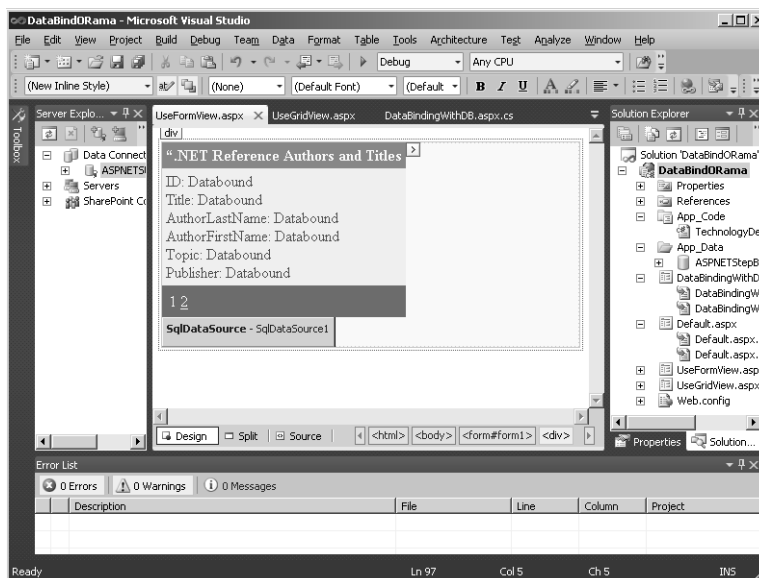 DataBindORama - Microsoft Visual Studio
File Edit View Project Build Debug Team Data Format Table Tools Architecture Test Analyze Window Help
Debug Any CPU
(New Inline Style) (None) (Default Font) (Default B I U A
Toolbox
Server Explo...
Data Connect
ASPNETS
Servers
SharePoint Co
UseFormView.aspx UseGridView.aspx DataBindingWithDB.aspx.cs
div
“.NET Reference Authors and Titles
ID: Databound
Title: Databound
AuthorLastName: Databound
AuthorFirstName: Databound
Topic: Databound
Publisher: Databound
1 2
SqlDataSource - SqlDataSource1
Design Split Source <html> <body> <form#form1> <div>
Solution Explorer
Solution 'DataBindORama'
DataBindORama
Properties
References
App_Code
TechnologyDe
App_Data
ASPNETStepB
DataBindingWithD
DataBindingW
DataBindingW
Default.aspx
Default.aspx.
Default.aspx.
UseFormView.asp
UseGridView.aspx
Web.config
Properties Solution...
Error List
0 Errors 0 Warnings 0 Messages
Description File Line Column Project
Ready Ln 97 Col 5 Ch 5 INS